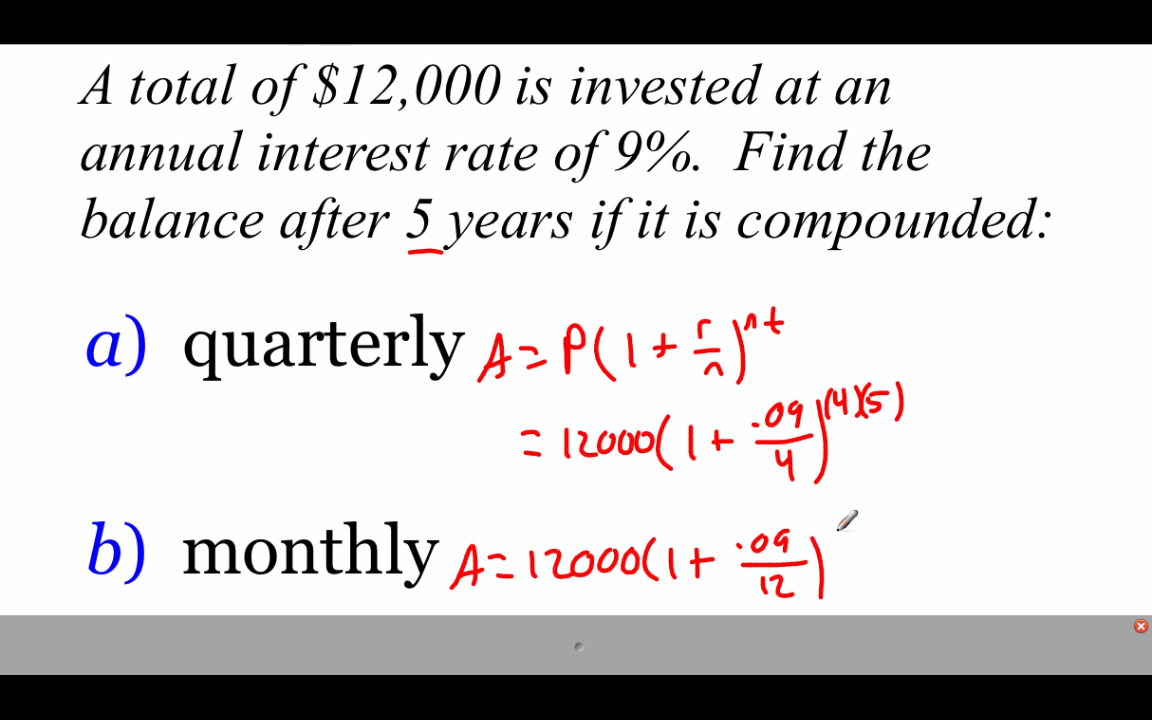 A total of $12,000 is invested at an
annual interest rate of 9%. Find the
balance after 5 years if it is compounded:
a) quarterly A = P(1 + r/n)^nt
= 12000(1 + .09/4)^(4)(5)
b) monthly A = 12000(1 + .09/12)